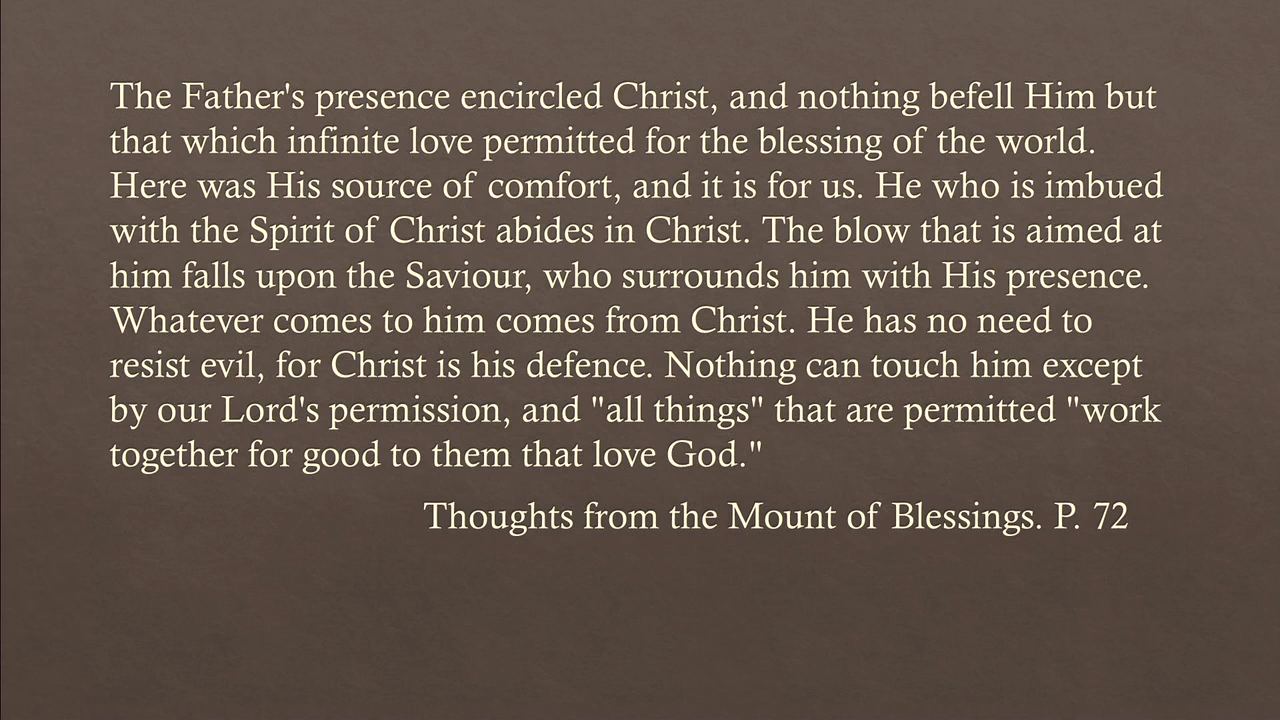 The Father's presence encircled Christ, and nothing befell Him but
that which infinite love permitted for the blessing of the world.
Here was His source of comfort, and it is for us. He who is imbued
with the Spirit of Christ abides in Christ. The blow that is aimed at
him falls upon the Saviour, who surrounds him with His presence.
Whatever comes to him comes from Christ. He has no need to
resist evil, for Christ is his defence. Nothing can touch him except
by our Lord's permission, and "all things" that are permitted "work
together for good to them that love God."
Thoughts from the Mount of Blessings. P. 72